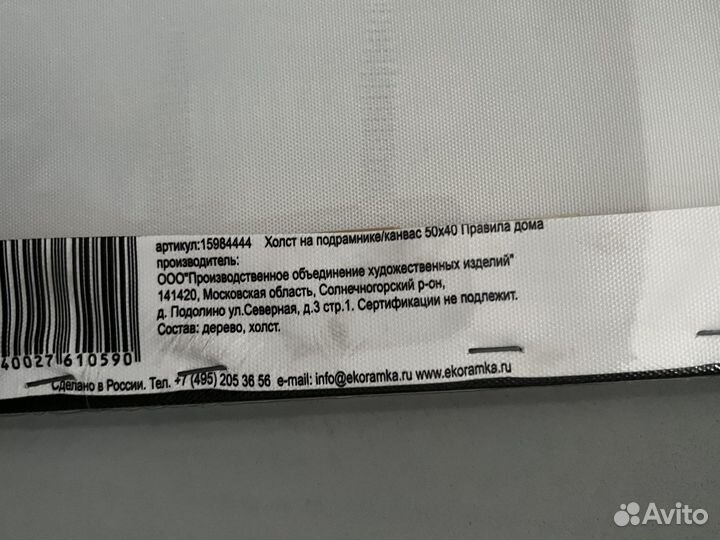 артикул:15984444 Холст на подрамнике/канвас 50х40 Правила дома
производитель:
ООО"Производственное объединение художественных изделий"
141420, Московская область, Солнечногорский р-он,
д. Подолино ул.Северная, д.3 стр.1. Сертификации не подлежит.
Состав: дерево, холст.
40027 610590
Сделано в России. Тел. +7 (495) 205 36 56 e-mail: info@ekoramka.ru www.ekoramka.ru
Avito